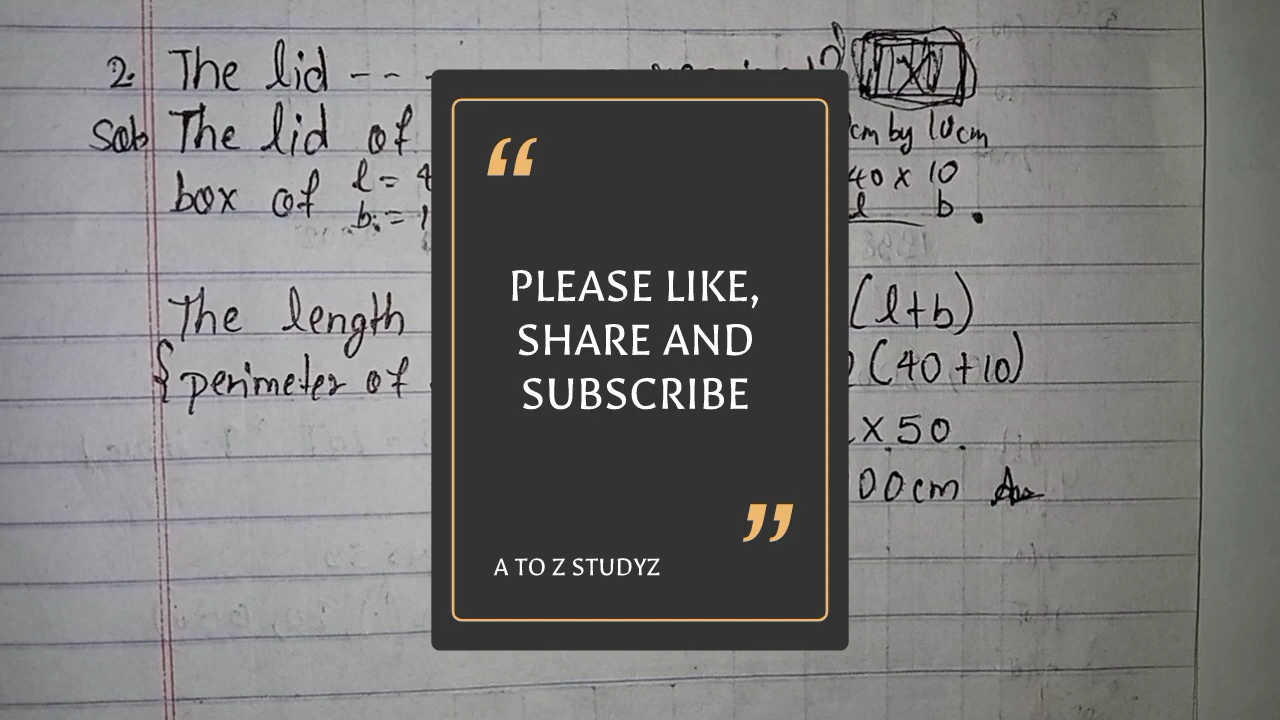 2. The lid - - -
Sol The lid of cm by 10cm
box of l = 4 40 x 10
b = 1 l b.
The length (l+b)
{perimeter of (40+10)
x 50.
00cm Ans
“
PLEASE LIKE,
SHARE AND
SUBSCRIBE
”
A TO Z STUDYZ